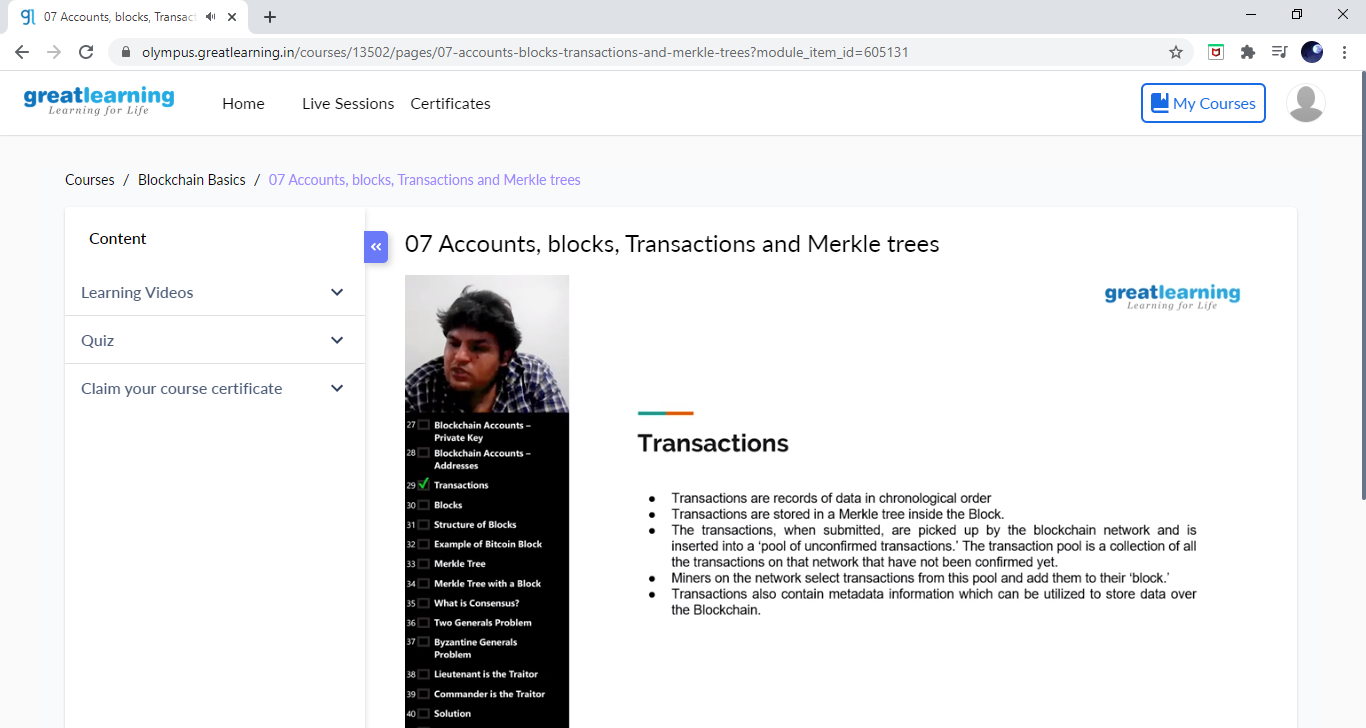 07 Accounts, blocks, Transact
olympus.greatlearning.in/courses/13502/pages/07-accounts-blocks-transactions-and-merkle-trees?module_item_id=605131
greatlearning
Learning for Life
Home
Live Sessions
Certificates
My Courses
Courses / Blockchain Basics / 07 Accounts, blocks, Transactions and Merkle trees
Content
Learning Videos
Quiz
Claim your course certificate
07 Accounts, blocks, Transactions and Merkle trees
27 Blockchain Accounts –
Private Key
28 Blockchain Accounts –
Addresses
29 Transactions
30 Blocks
31 Structure of Blocks
32 Example of Bitcoin Block
33 Merkle Tree
34 Merkle Tree with a Block
35 What is Consensus?
36 Two Generals Problem
37 Byzantine Generals
Problem
38 Lieutenant is the Traitor
39 Commander is the Traitor
40 Solution
greatlearning
Learning for Life
Transactions
● Transactions are records of data in chronological order
● Transactions are stored in a Merkle tree inside the Block.
● The transactions, when submitted, are picked up by the blockchain network and is
inserted into a ‘pool of unconfirmed transactions.’ The transaction pool is a collection of all
the transactions on that network that have not been confirmed yet.
● Miners on the network select transactions from this pool and add them to their ‘block.’
● Transactions also contain metadata information which can be utilized to store data over
the Blockchain.